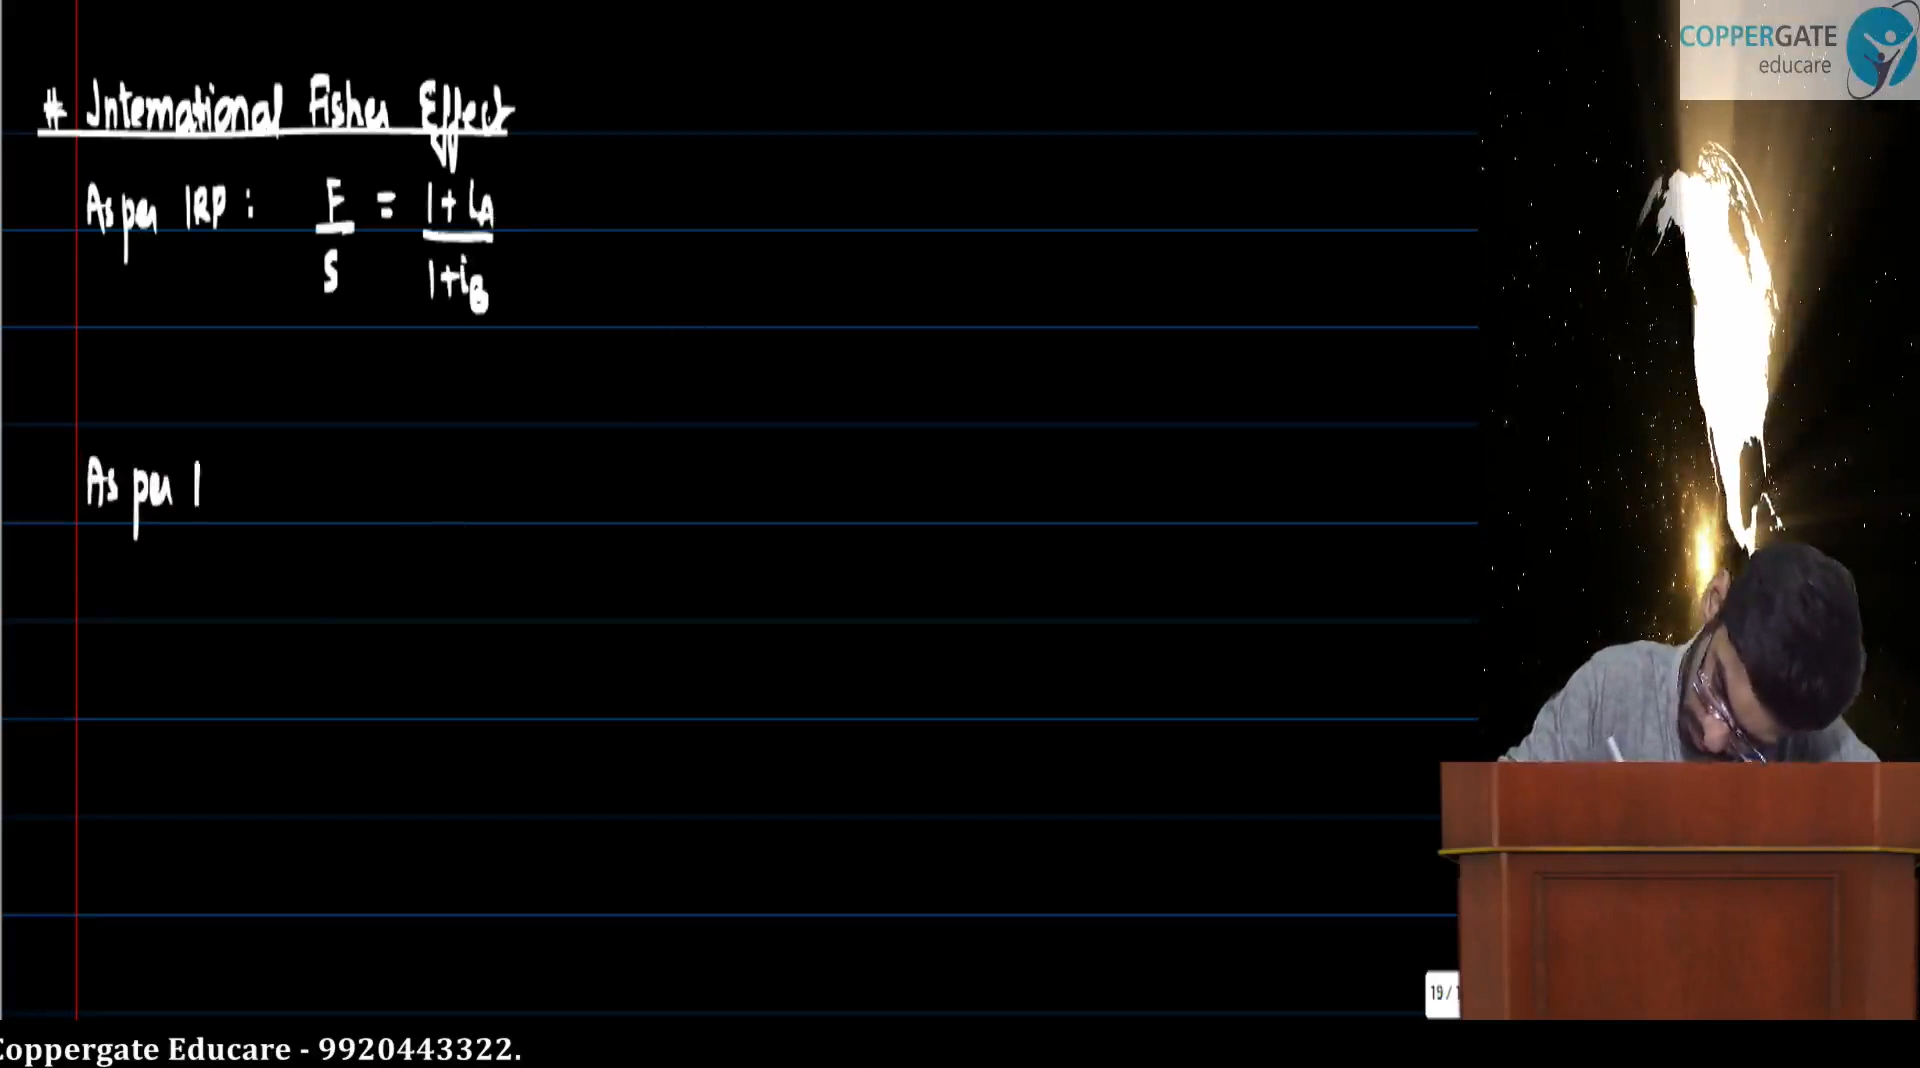 COPPERGATE
educare
# International Fisher Effect
As per IRP : F/S = 1+iA/1+iB
As per I
19 / 1
Coppergate Educare - 9920443322.